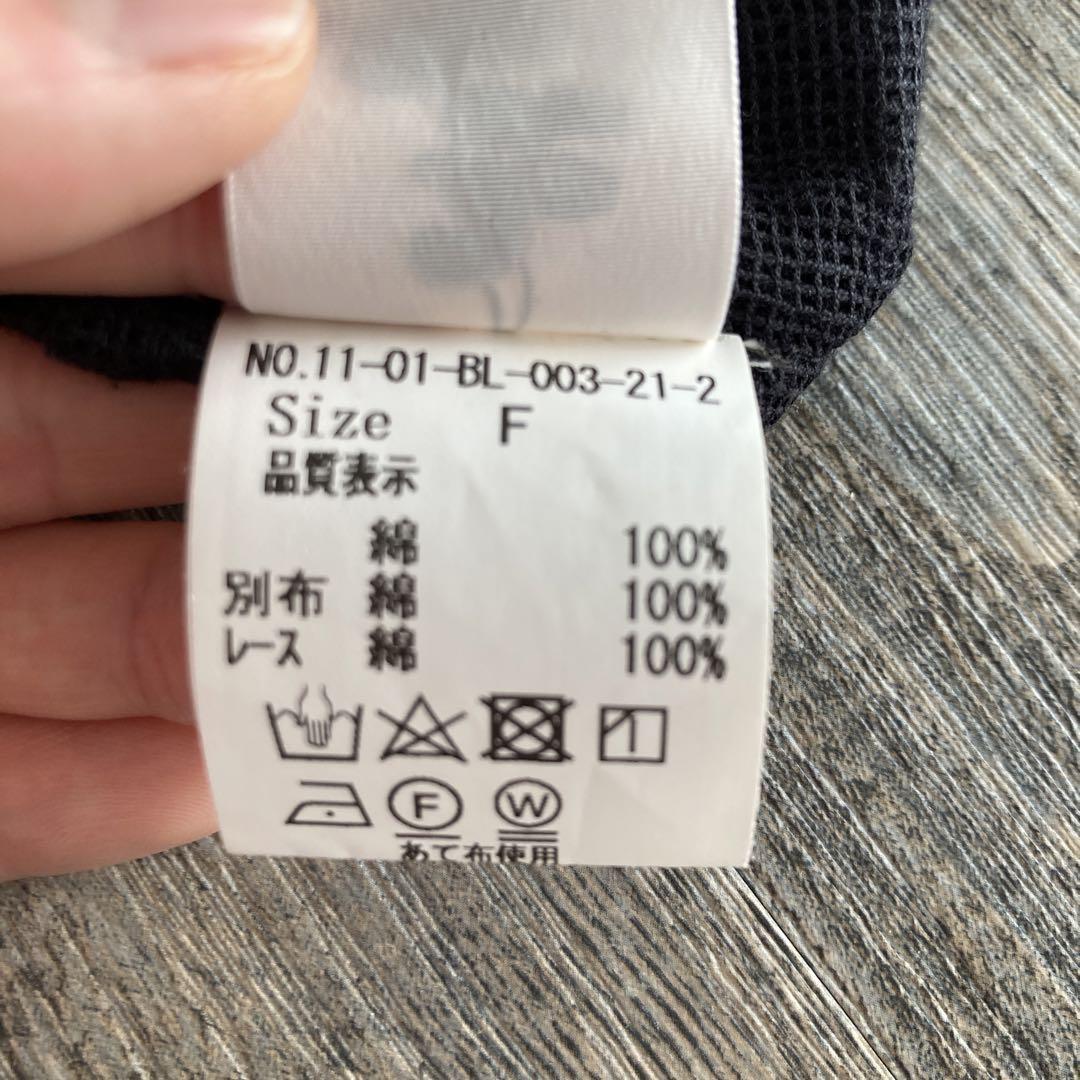 NO.11-01-BL-003-21-2
Size F
品質表示
綿 100%
別布 綿 100%
レース 綿 100%
F W
あて布使用